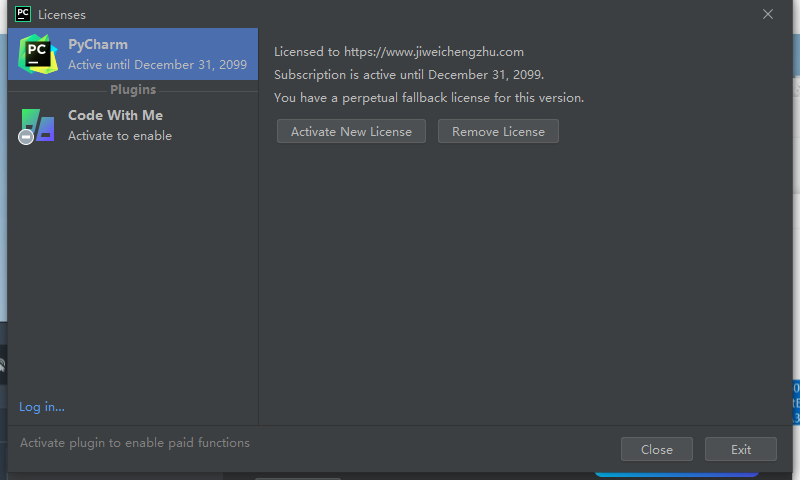 PC
Licenses
PC
PyCharm
Active until December 31, 2099
Plugins
Code With Me
Activate to enable
Log in...
Licensed to https://www.jiweichengzhu.com
Subscription is active until December 31, 2099.
You have a perpetual fallback license for this version.
Activate New License
Remove License
Activate plugin to enable paid functions
Close
Exit